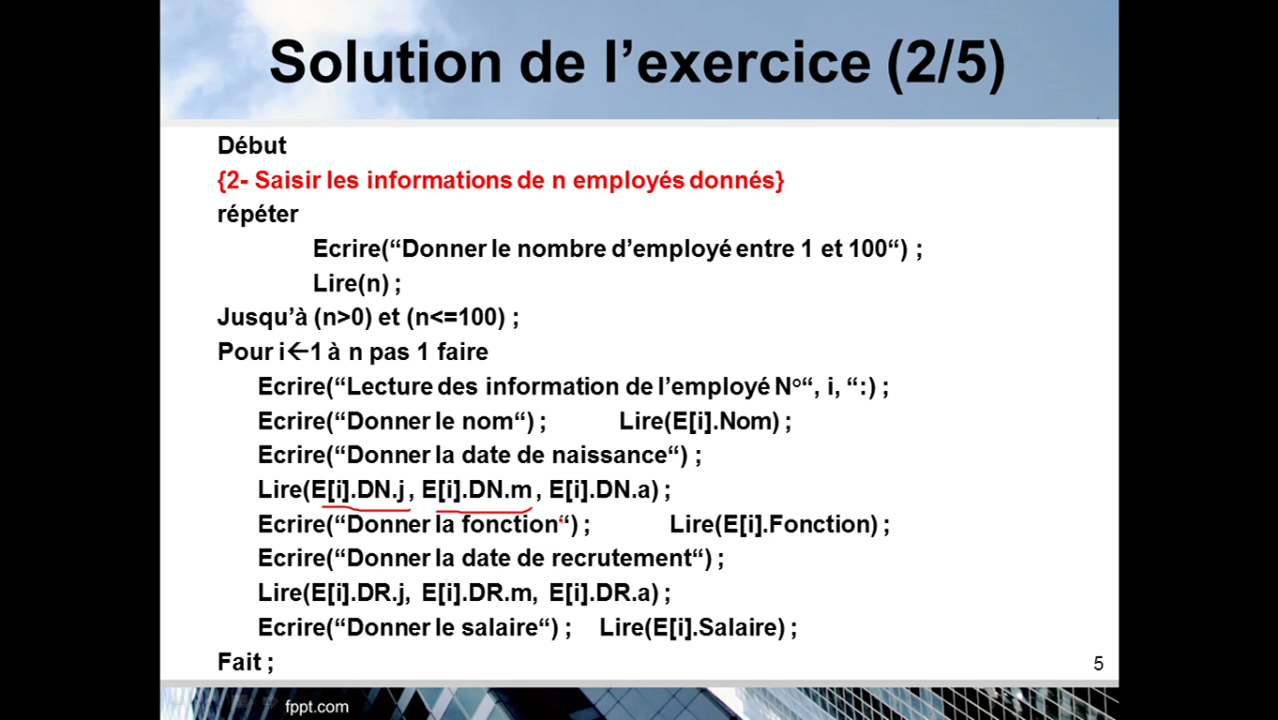 Solution de l’exercice (2/5)
Début
{2- Saisir les informations de n employés donnés}
répéter
Ecrire(“Donner le nombre d’employé entre 1 et 100“) ;
Lire(n) ;
Jusqu’à (n>0) et (n<=100) ;
Pour i←1 à n pas 1 faire
Ecrire(“Lecture des information de l’employé N°“, i, “:) ;
Ecrire(“Donner le nom“) ; Lire(E[i].Nom) ;
Ecrire(“Donner la date de naissance“) ;
Lire(E[i].DN.j, E[i].DN.m, E[i].DN.a) ;
Ecrire(“Donner la fonction“) ; Lire(E[i].Fonction) ;
Ecrire(“Donner la date de recrutement“) ;
Lire(E[i].DR.j, E[i].DR.m, E[i].DR.a) ;
Ecrire(“Donner le salaire“) ; Lire(E[i].Salaire) ;
Fait ;
5
fppt.com